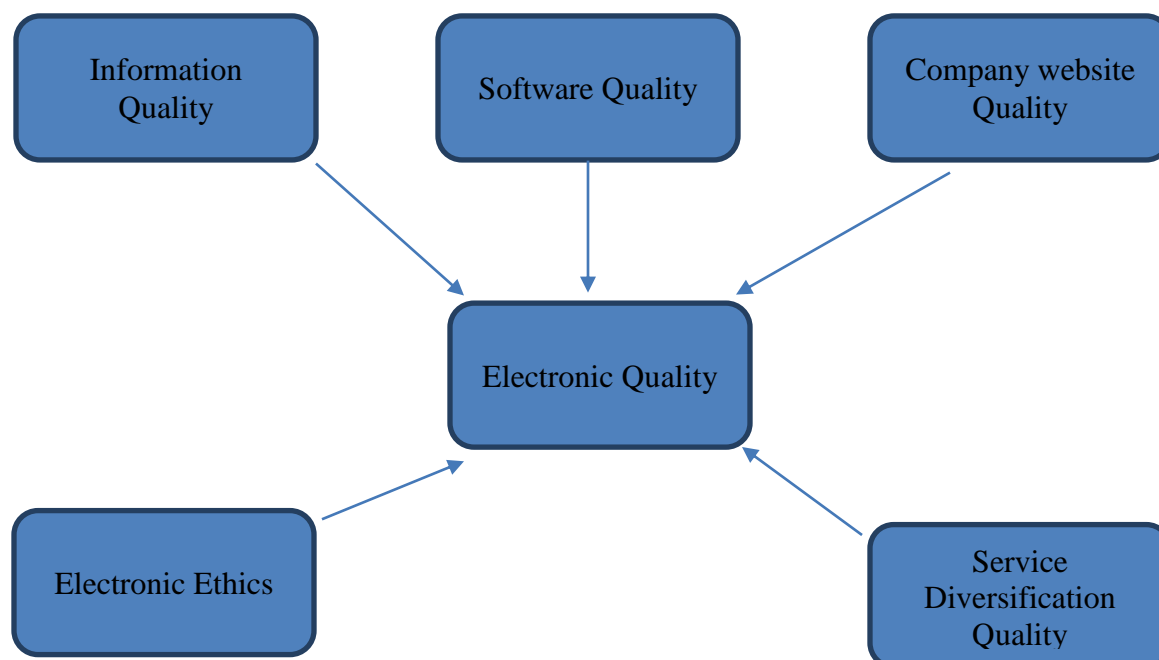 Information
Quality
Software Quality
Company website
Quality
Electronic Quality
Electronic Ethics
Service
Diversification
Quality